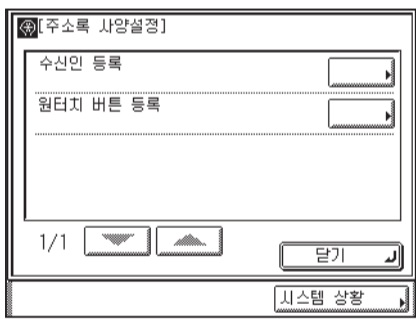 [주소록 사양설정]
수신인 등록
원터치 버튼 등록
1/1
닫기
시스템 상황